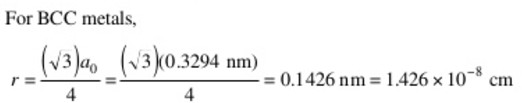 For BCC metals,
r = (√3)a₀ / 4 = (√3)(0.3294 nm) / 4 = 0.1426 nm = 1.426 × 10⁻⁸ cm